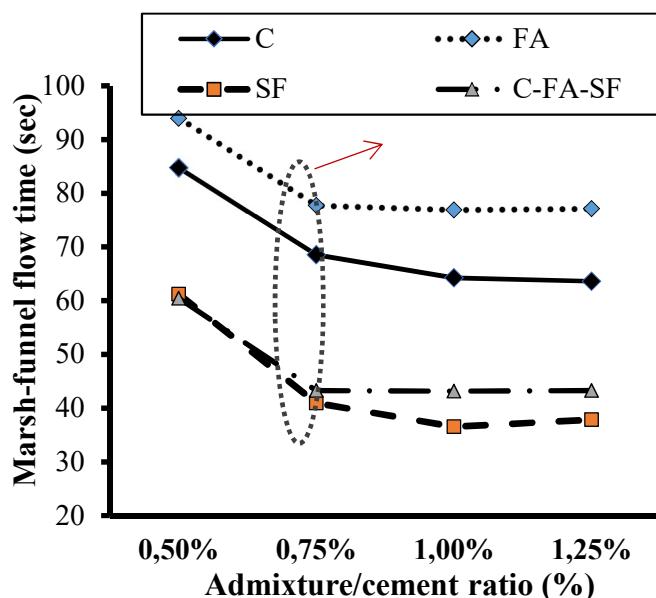 C
FA
SF
C-FA-SF
100
90
80
70
60
50
40
30
20
Marsh-funnel flow time (sec)
0,50% 0,75% 1,00% 1,25%
Admixture/cement ratio (%)